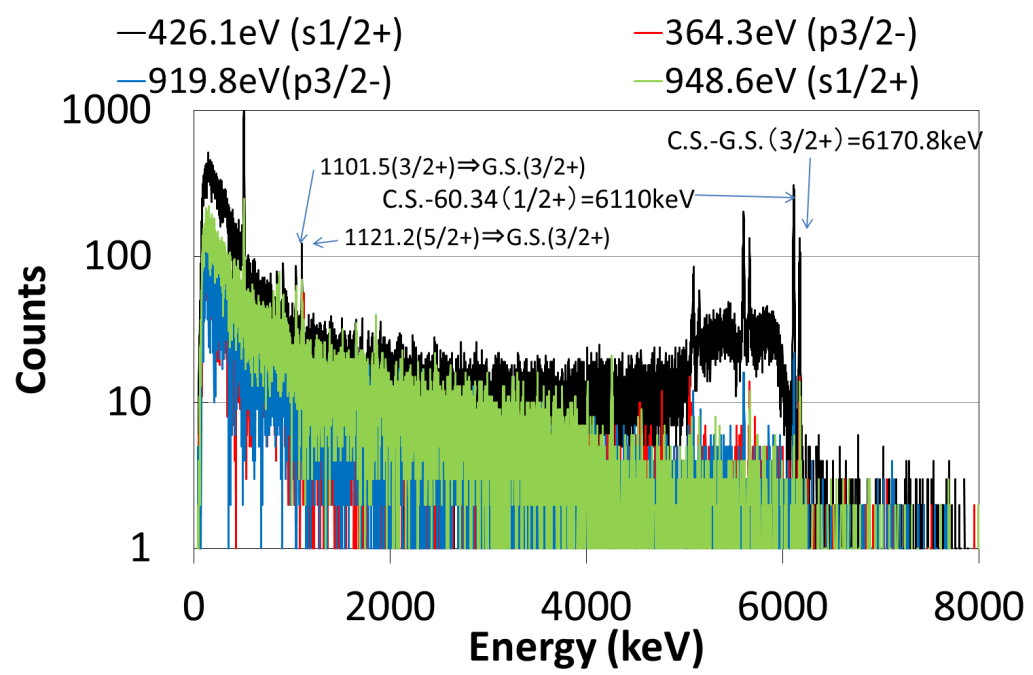 426.1eV (s1/2+) 364.3eV (p3/2-)
919.8eV(p3/2-) 948.6eV (s1/2+)
1000
C.S.-G.S.(3/2+)=6170.8keV
1101.5(3/2+)⇒G.S.(3/2+)
C.S.-60.34(1/2+)=6110keV
1121.2(5/2+)⇒G.S.(3/2+)
100
Counts
10
1
0 2000 4000 6000 8000
Energy (keV)